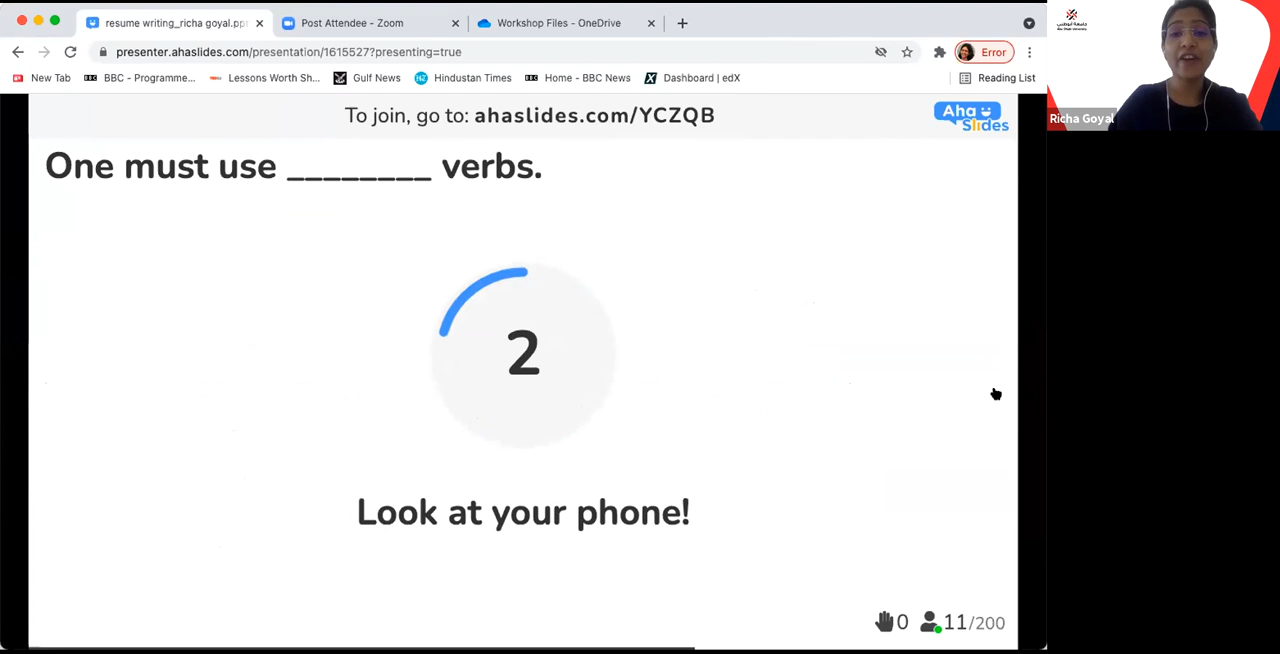 resume writing_richa goyal.ppt
Post Attendee - Zoom
Workshop Files - OneDrive
presenter.ahaslides.com/presentation/1615527?presenting=true
Error
New Tab
BBC - Programme...
Lessons Worth Sh...
Gulf News
Hindustan Times
Home - BBC News
Dashboard | edX
Reading List
To join, go to: ahaslides.com/YCZQB
Aha
Slides
One must use ________ verbs.
2
Look at your phone!
0
11/200
Richa Goyal